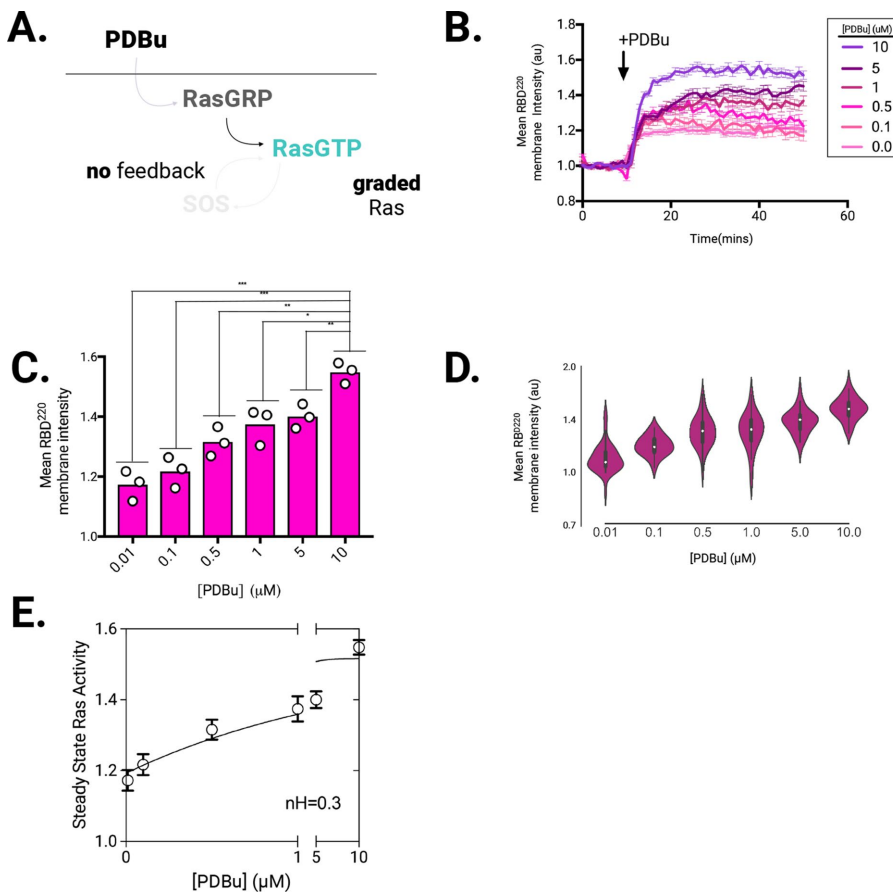 A.
PDBu
RasGRP
RasGTP
no feedback
SOS
graded
Ras
B.
+PDBu
Mean RBD220
membrane Intensity (au)
1.8
1.6
1.4
1.2
1.0
0.8
0
20
40
60
Time(mins)
[PDBu] (uM)
10
5
1
0.5
0.1
0.0
C.
***
***
**
*
**
Mean RBD220
membrane intensity
1.6
1.4
1.2
1.0
0.01
0.1
0.5
1
5
10
[PDBu] (μM)
D.
Mean RBD220
membrane intensity (au)
2.0
1.4
1.0
0.7
0.01
0.1
0.5
1.0
5.0
10.0
[PDBu] (μM)
E.
Steady State Ras Activity
1.6
1.4
1.2
1.0
nH=0.3
0
1
5
10
[PDBu] (μM)